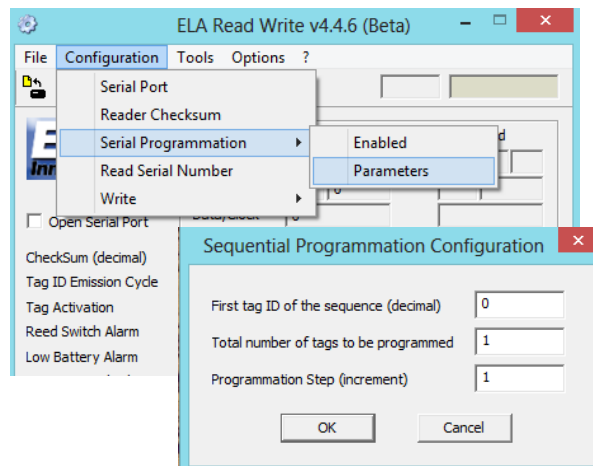 ELA Read Write v4.4.6 (Beta)
File Configuration Tools Options ?
Serial Port
Reader Checksum
Serial Programmation
Enabled
Read Serial Number
Parameters
Write
Open Serial Port
CheckSum (decimal)
Tag ID Emission Cycle
Tag Activation
Reed Switch Alarm
Low Battery Alarm
Sequential Programmation Configuration
First tag ID of the sequence (decimal) 0
Total number of tags to be programmed 1
Programmation Step (increment) 1
OK Cancel